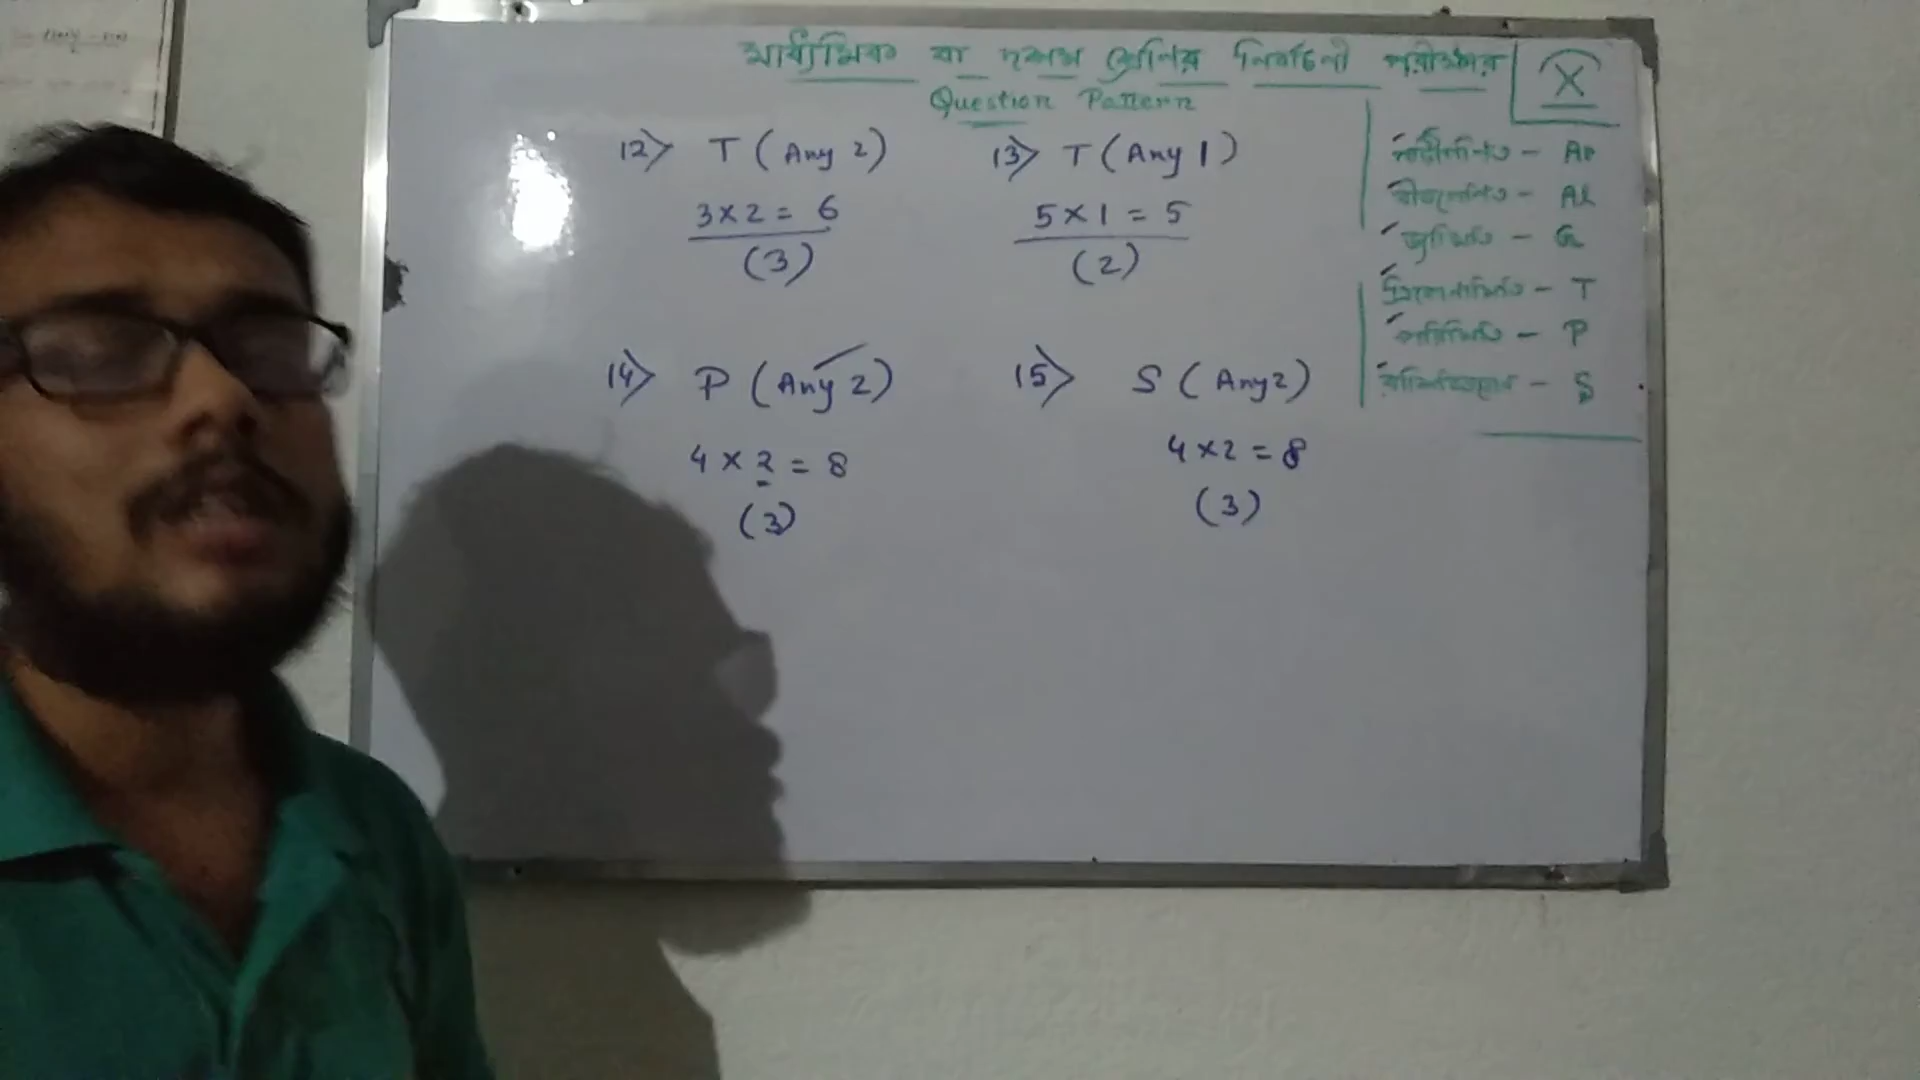 মাধ্যমিক বা দশম শ্রেণির নির্বাচনী পরীক্ষার
Question Pattern
X
12> T (Any 2)
3×2 = 6
(3)
13> T (Any 1)
5×1 = 5
(2)
14> P (Any 2)
4×2 = 8
(3)
15> S (Any 2)
4×2 = 8
(3)
পাটীগণিত - Ar
বীজগণিত - Al
জ্যামিতি - G
ত্রিকোণমিতি - T
পরিমিতি - P
রাশিবিজ্ঞান - S